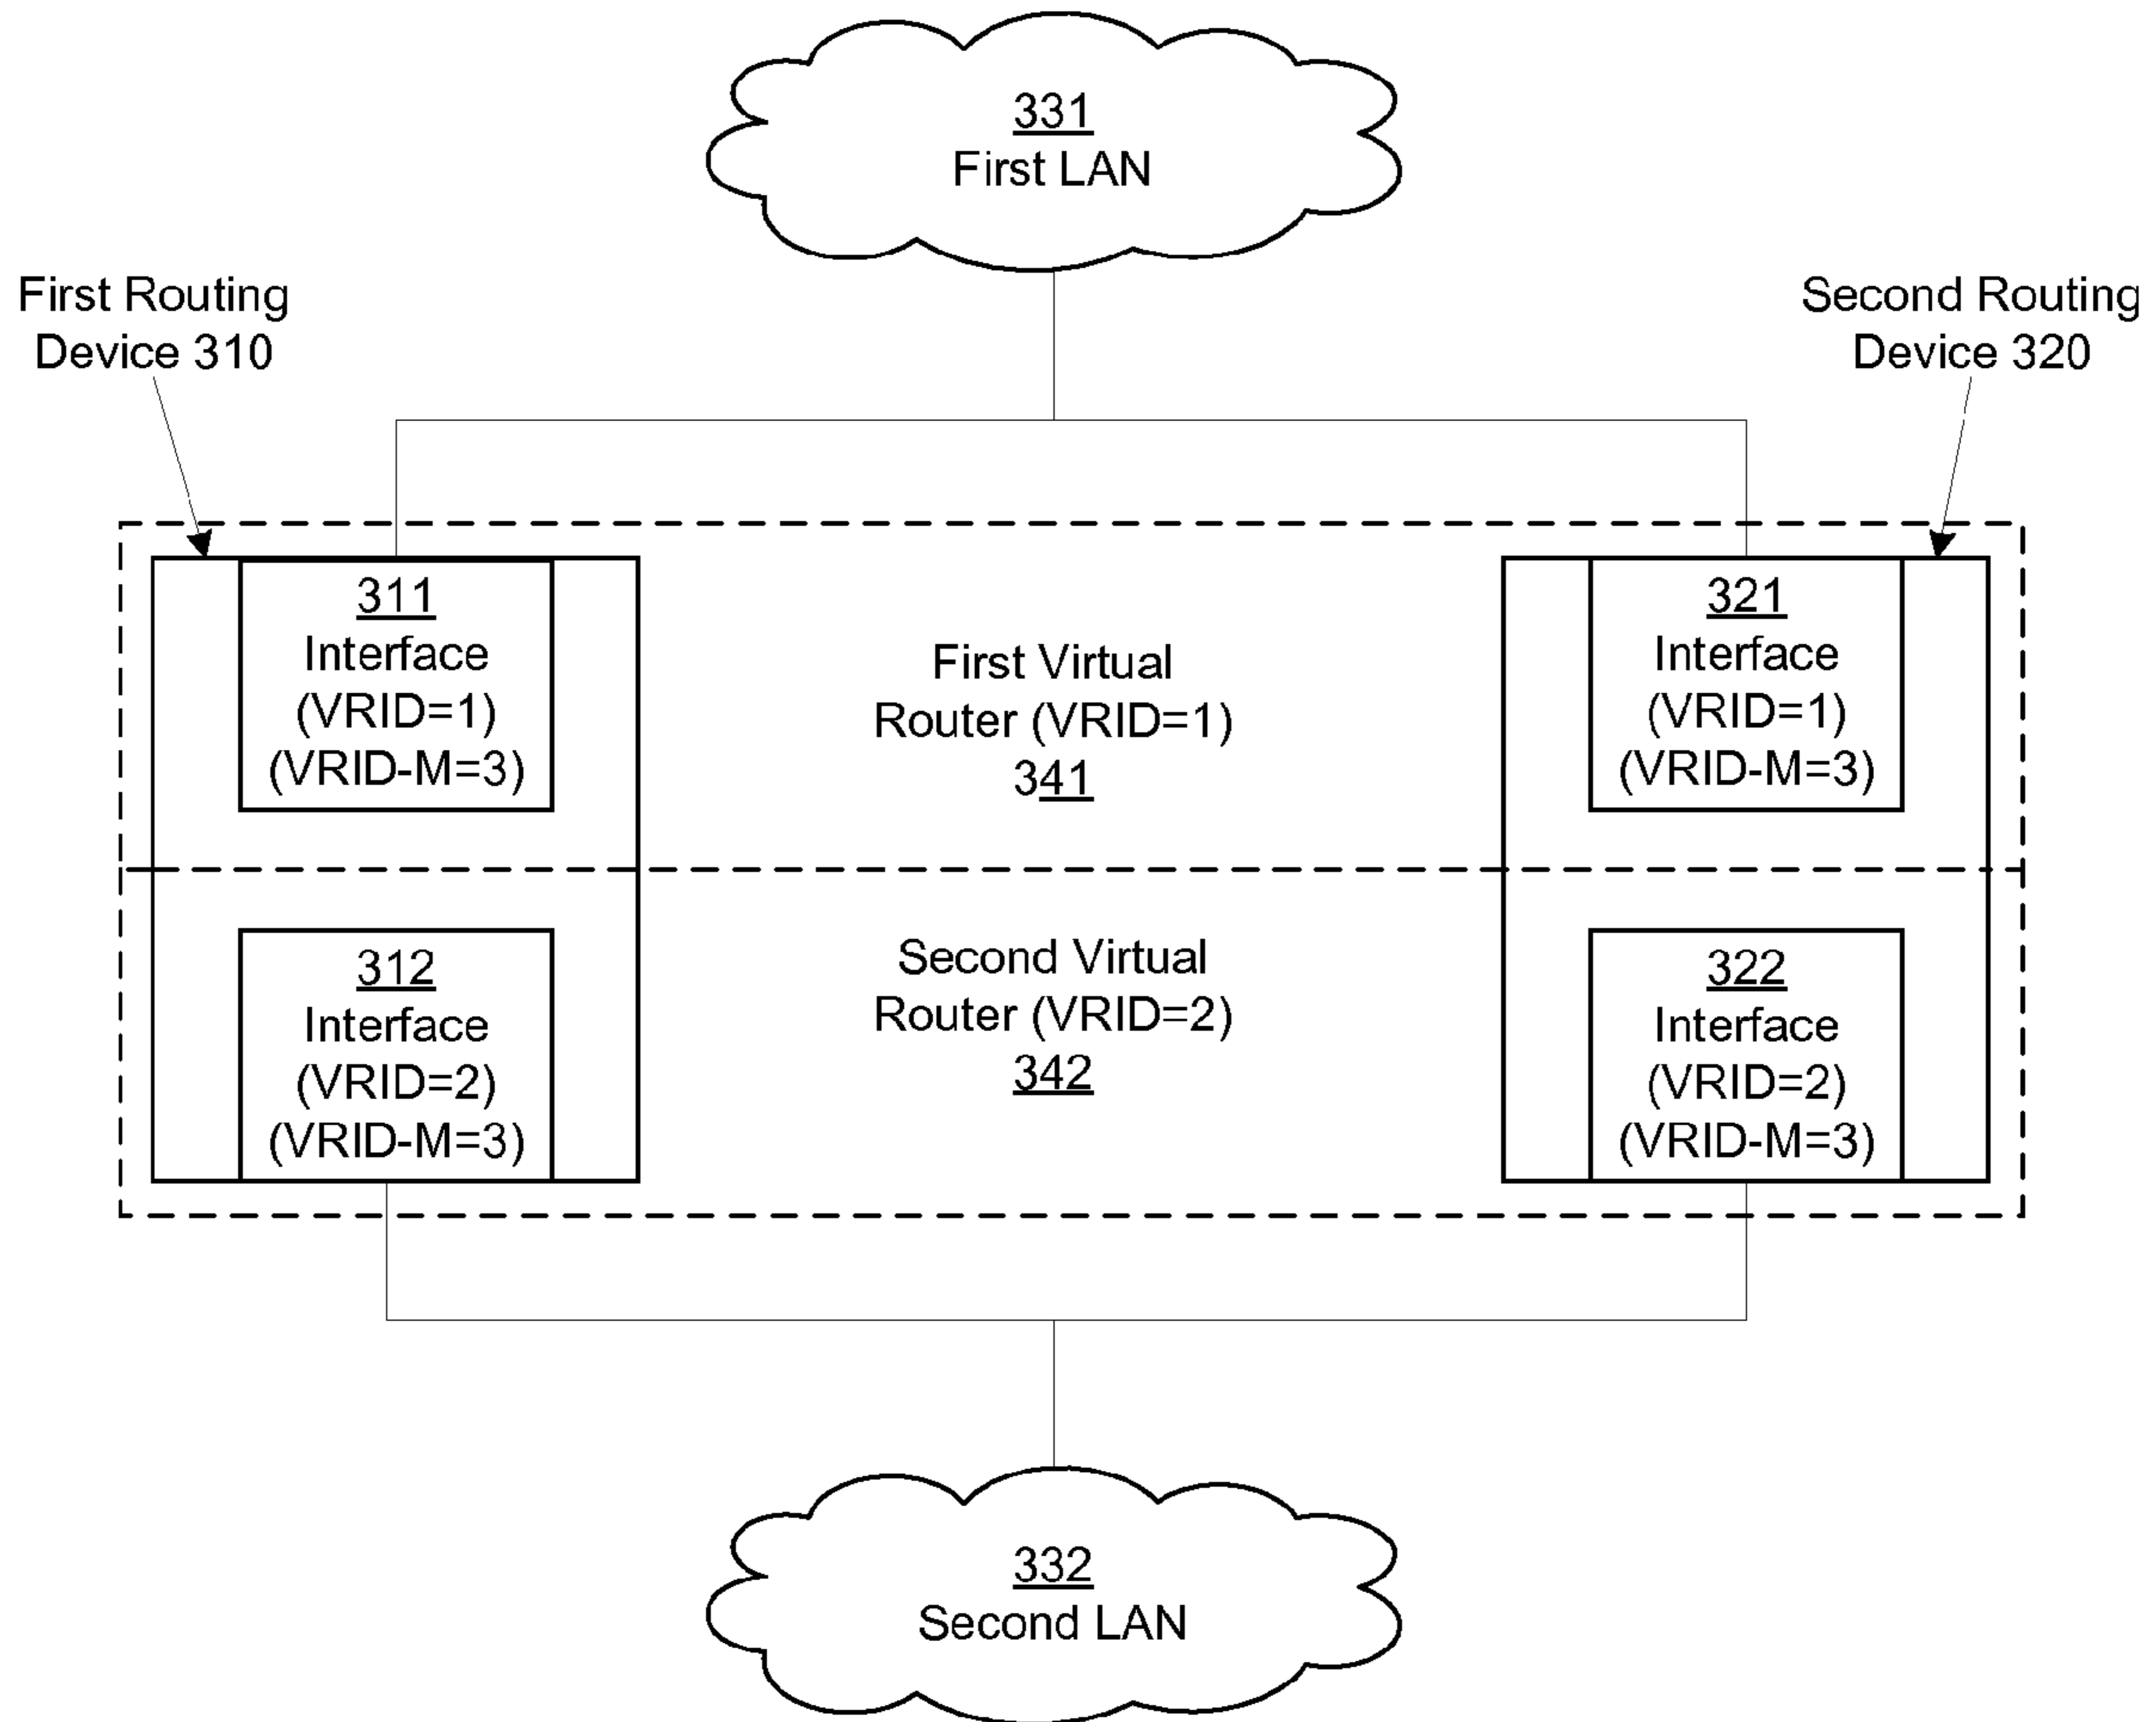 331
First LAN
First Routing
Device 310
Second Routing
Device 320
311
Interface
(VRID=1)
(VRID-M=3)
First Virtual
Router (VRID=1)
341
321
Interface
(VRID=1)
(VRID-M=3)
312
Interface
(VRID=2)
(VRID-M=3)
Second Virtual
Router (VRID=2)
342
322
Interface
(VRID=2)
(VRID-M=3)
332
Second LAN